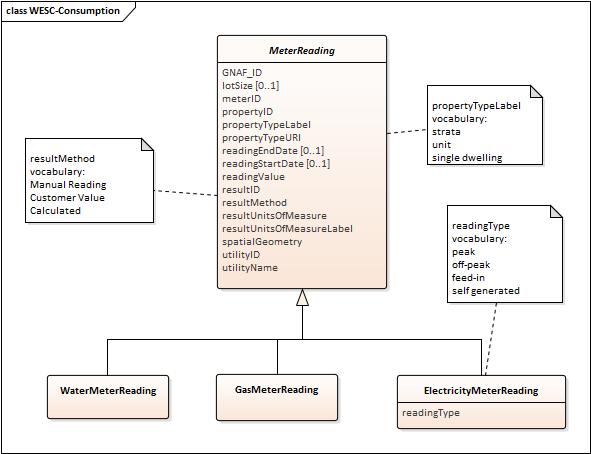 class WESC-Consumption
MeterReading
GNAF_ID
lotSize [0..1]
meterID
propertyID
propertyTypeLabel
propertyTypeURI
readingEndDate [0..1]
readingStartDate [0..1]
readingValue
resultID
resultMethod
resultUnitsOfMeasure
resultUnitsOfMeasureLabel
spatialGeometry
utilityID
utilityName
propertyTypeLabel
vocabulary:
strata
unit
single dwelling
resultMethod
vocabulary:
Manual Reading
Customer Value
Calculated
readingType
vocabulary:
peak
off-peak
feed-in
self generated
WaterMeterReading
GasMeterReading
ElectricityMeterReading
readingType